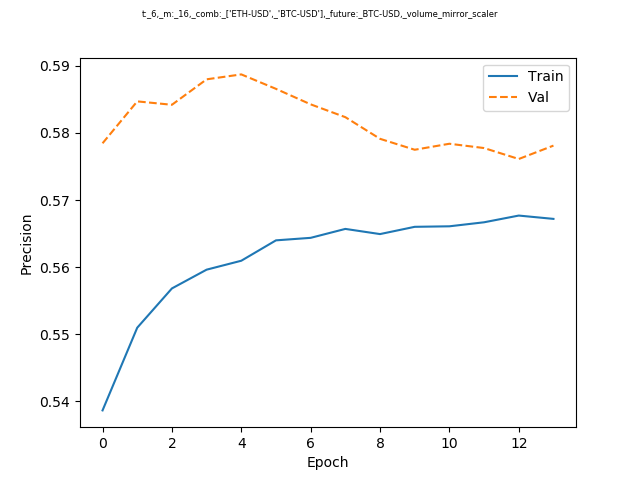 t:_6,_m:_16,_comb:_['ETH-USD',_'BTC-USD'],_future:_BTC-USD,_volume_mirror_scaler
Train
Val
0.59
0.58
0.57
0.56
0.55
0.54
Precision
0 2 4 6 8 10 12
Epoch